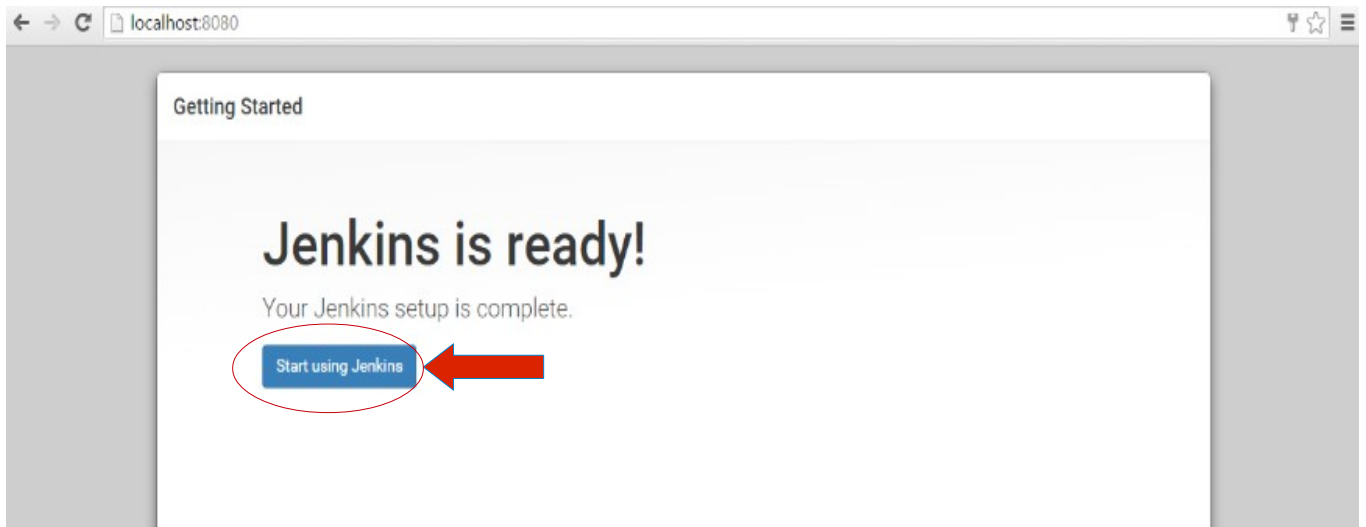 localhost:8080
Getting Started
Jenkins is ready!
Your Jenkins setup is complete.
Start using Jenkins